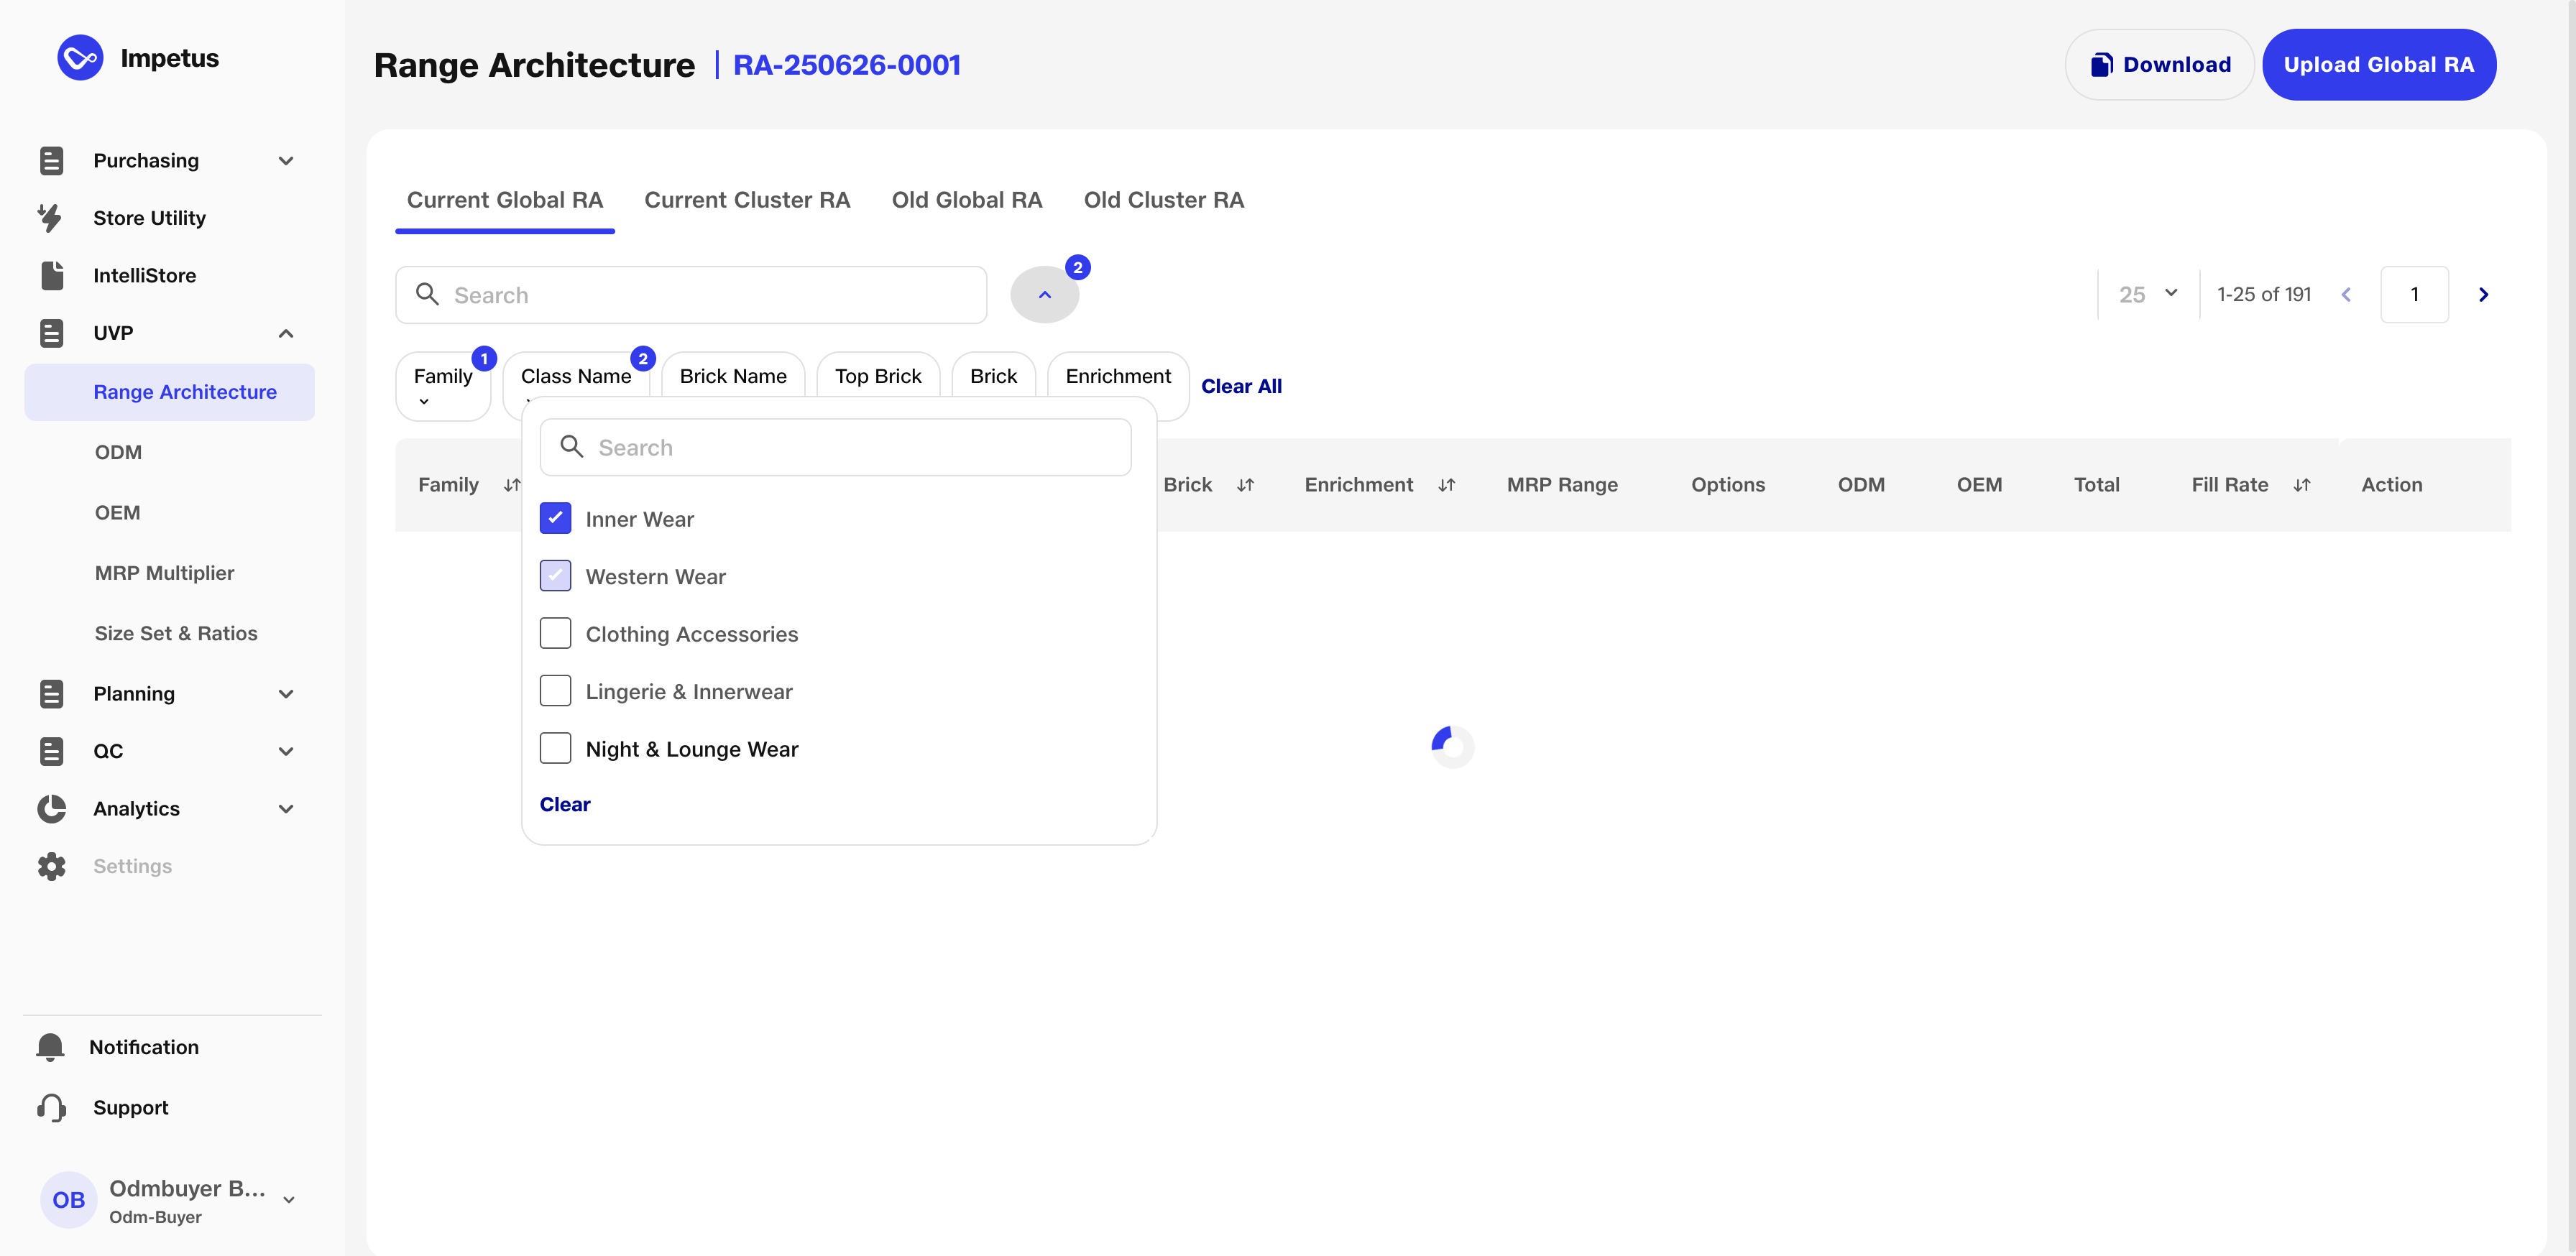 Impetus
Purchasing
Store Utility
IntelliStore
UVP
Range Architecture
ODM
OEM
MRP Multiplier
Size Set & Ratios
Planning
QC
Analytics
Settings
Notification
Support
OB
Odmbuyer B...
Odm-Buyer
Range Architecture | RA-250626-0001
Download
Upload Global RA
Current Global RA Current Cluster RA Old Global RA Old Cluster RA
Search
2
25
1-25 of 191
1
Family 1 Class Name 2 Brick Name Top Brick Brick Enrichment Clear All
Search
Inner Wear
Western Wear
Clothing Accessories
Lingerie & Innerwear
Night & Lounge Wear
Clear
Family Brick Enrichment MRP Range Options ODM OEM Total Fill Rate Action